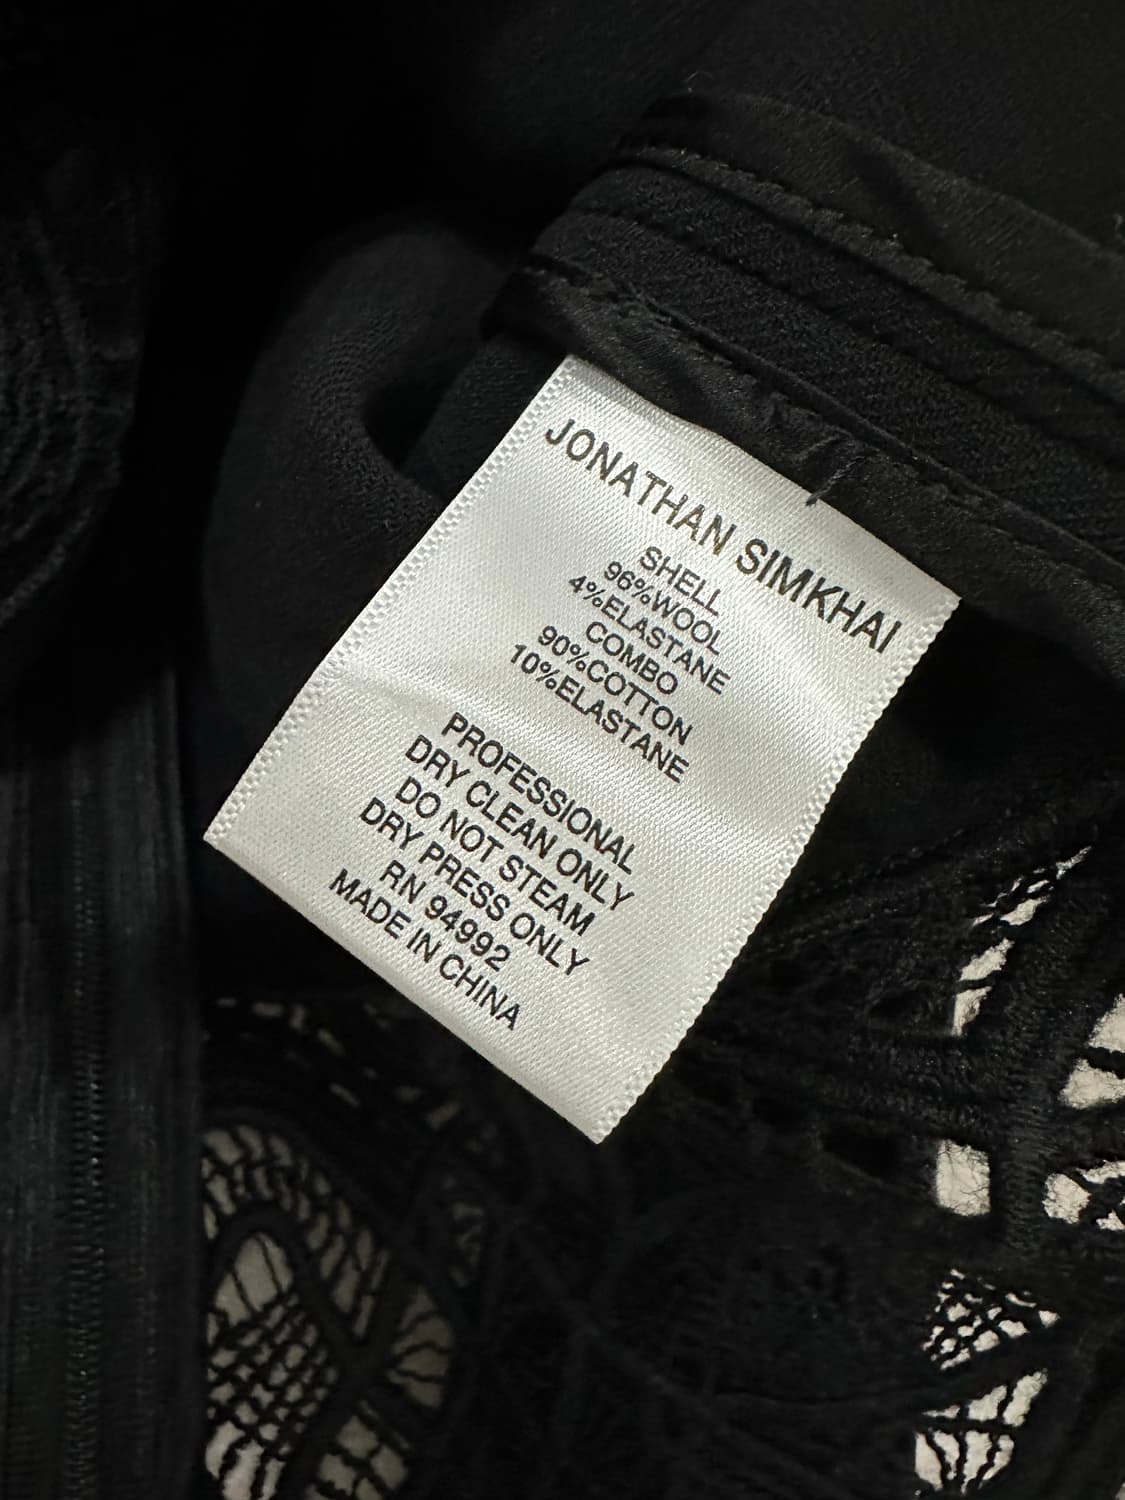 JONATHAN SIMKHAI
SHELL
96%WOOL
4%ELASTANE
COMBO
90%COTTON
10%ELASTANE
PROFESSIONAL
DRY CLEAN ONLY
DO NOT STEAM
DRY PRESS ONLY
RN 94992
MADE IN CHINA